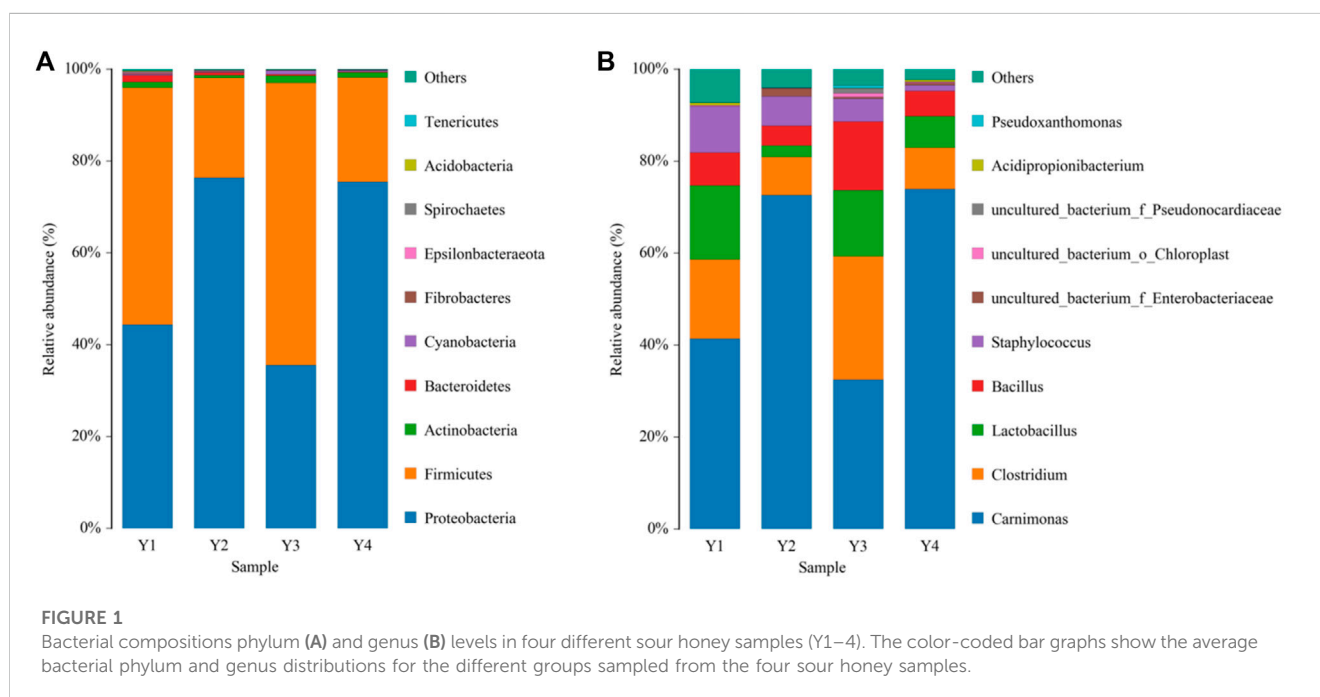 A
100%
80%
60%
40%
20%
0%
Relative abundance (%)
Y1 Y2 Y3 Y4
Sample
Others
Tenericutes
Acidobacteria
Spirochaetes
Epsilonbacteraeota
Fibrobacteres
Cyanobacteria
Bacteroidetes
Actinobacteria
Firmicutes
Proteobacteria
B
100%
80%
60%
40%
20%
0%
Relative abundance (%)
Y1 Y2 Y3 Y4
Sample
Others
Pseudoxanthomonas
Acidipropionibacterium
uncultured_bacterium_f_Pseudonocardiaceae
uncultured_bacterium_o_Chloroplast
uncultured_bacterium_f_Enterobacteriaceae
Staphylococcus
Bacillus
Lactobacillus
Clostridium
Carnimonas
FIGURE 1
Bacterial compositions phylum (A) and genus (B) levels in four different sour honey samples (Y1–4). The color-coded bar graphs show the average
bacterial phylum and genus distributions for the different groups sampled from the four sour honey samples.